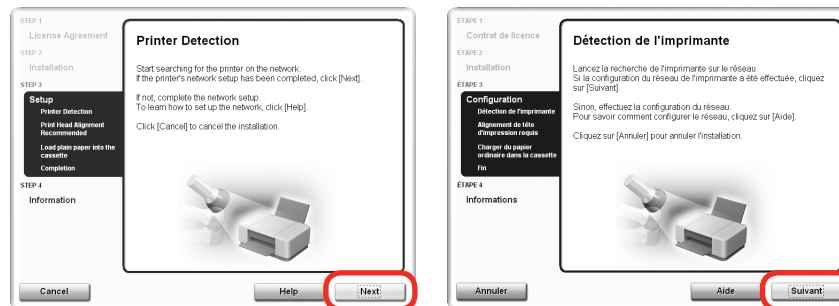 STEP 1
License Agreement
STEP 2
Installation
STEP 3
Setup
Printer Detection
Print Head Alignment
Recommended
Load plain paper into the
cassette
Completion
STEP 4
Information
Printer Detection
Start searching for the printer on the network.
If the printer's network setup has been completed, click [Next].
If not, complete the network setup.
To learn how to set up the network, click [Help].
Click [Cancel] to cancel the installation.
Cancel
Help
Next
ÉTAPE 1
Contrat de licence
ÉTAPE 2
Installation
ÉTAPE 3
Configuration
Détection de l'imprimante
Alignement de tête
d'impression requis
Charger du papier
ordinaire dans la cassette
Fin
ÉTAPE 4
Informations
Détection de l'imprimante
Lancez la recherche de l'imprimante sur le réseau.
Si la configuration du réseau de l'imprimante a été effectuée, cliquez
sur [Suivant].
Sinon, effectuez la configuration du réseau.
Pour savoir comment configurer le réseau, cliquez sur [Aide].
Cliquez sur [Annuler] pour annuler l'installation.
Annuler
Aide
Suivant